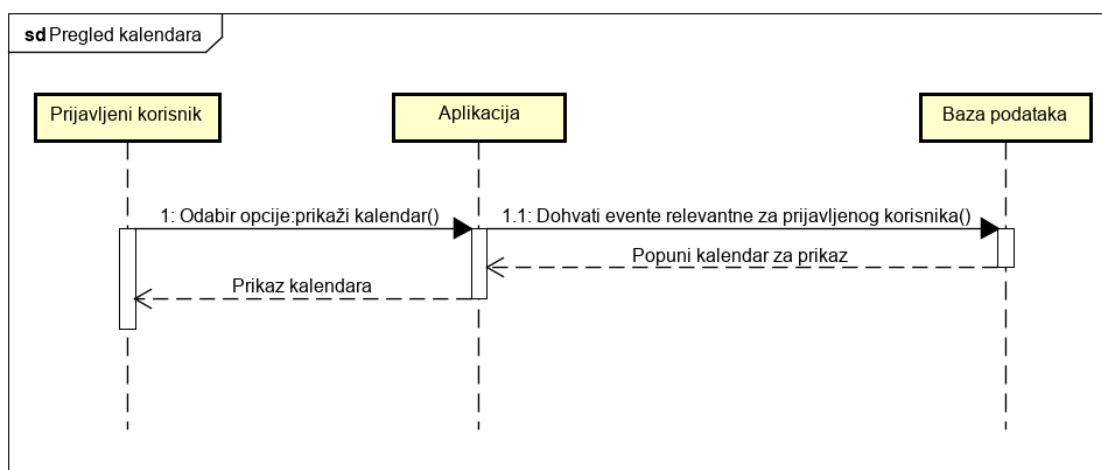 sd Pregled kalendara
Prijavljeni korisnik
Aplikacija
Baza podataka
1: Odabir opcije:prikaži kalendar()
1.1: Dohvati evente relevantne za prijavljenog korisnika()
Popuni kalendar za prikaz
Prikaz kalendara